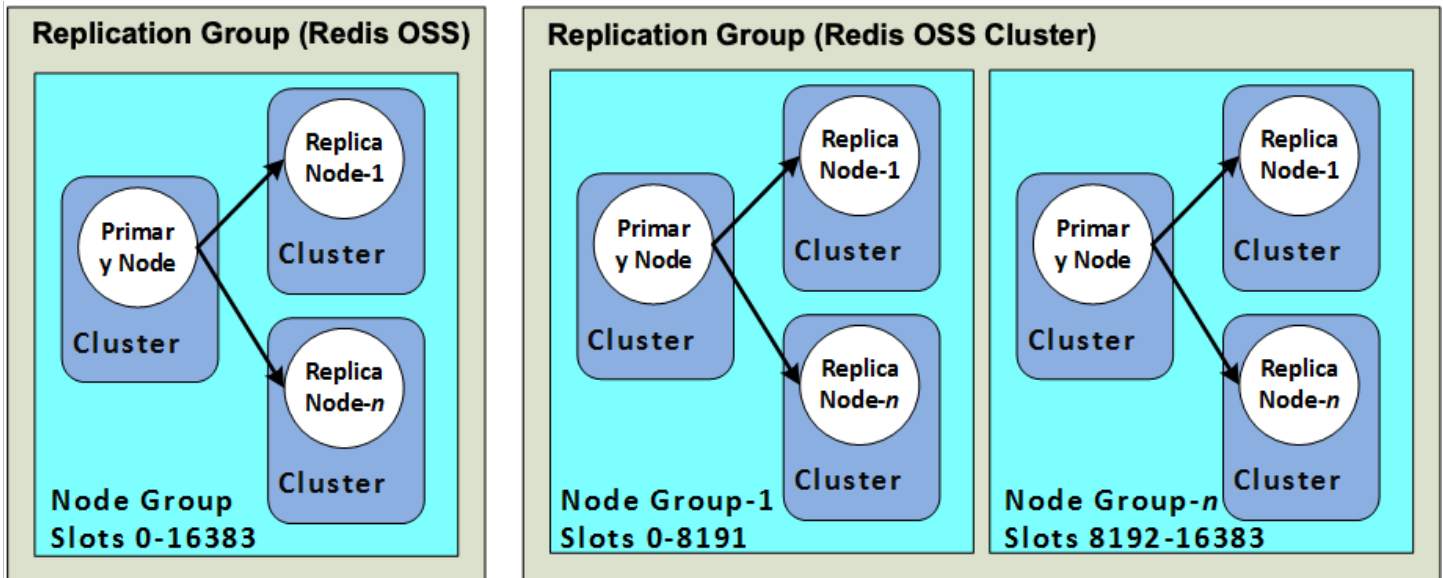 Replication Group (Redis OSS)
Replica
Node-1
Cluster
Primar
y Node
Cluster
Replica
Node-n
Cluster
Node Group
Slots 0-16383
Replication Group (Redis OSS Cluster)
Replica
Node-1
Cluster
Primar
y Node
Cluster
Replica
Node-n
Cluster
Node Group-1
Slots 0-8191
Replica
Node-1
Cluster
Primar
y Node
Cluster
Replica
Node-n
Cluster
Node Group-n
Slots 8192-16383